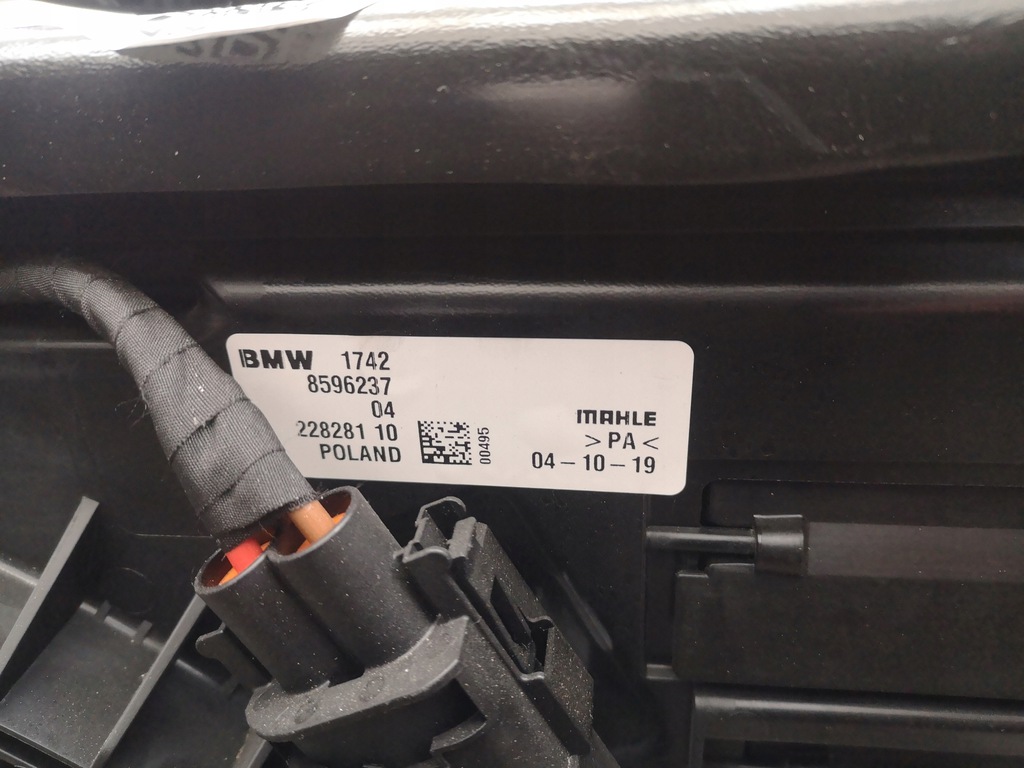 BMW 1742
8596237
04
228281 10
POLAND
00495
MAHLE
>PA<
04-10-19